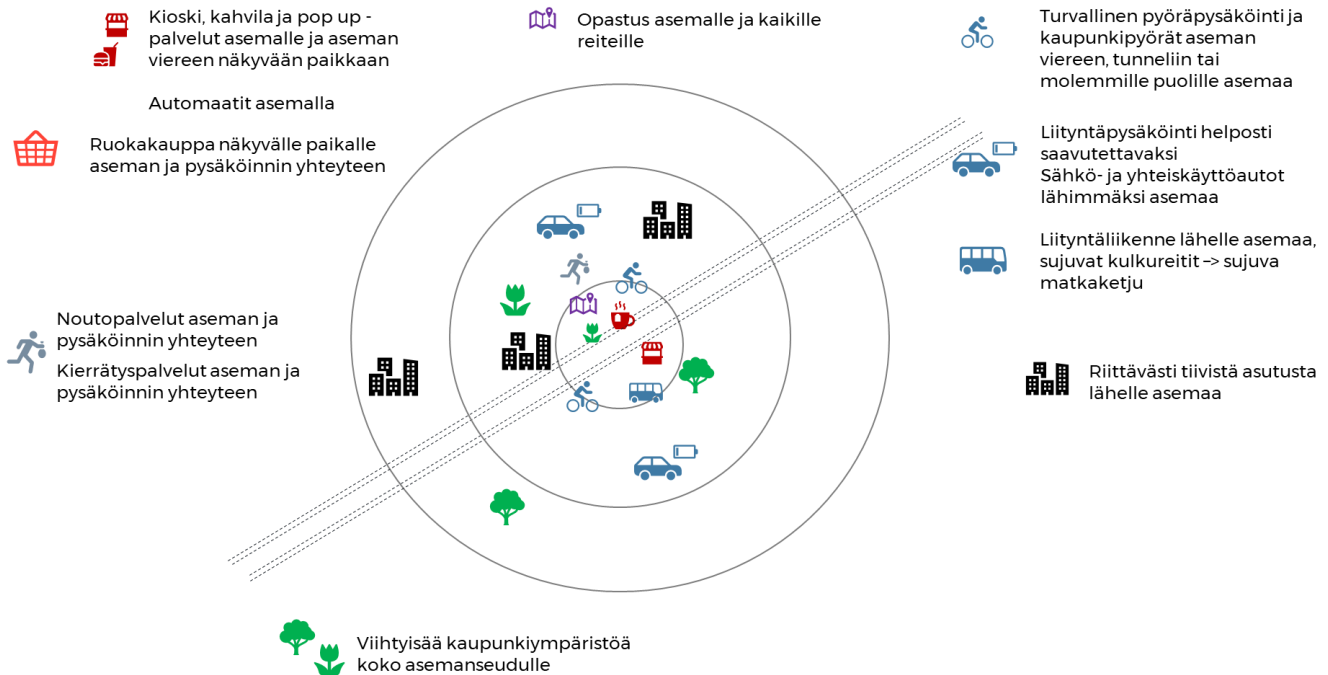 Kioski, kahvila ja pop up -
palvelut asemalle ja aseman
viereen näkyvään paikkaan
Automaatit asemalla
Ruokakauppa näkyvälle paikalle
aseman ja pysäköinnin yhteyteen
Noutopalvelut aseman ja
pysäköinnin yhteyteen
Kierrätyspalvelut aseman ja
pysäköinnin yhteyteen
Opastus asemalle ja kaikille
reiteille
Turvallinen pyöräpysäköinti ja
kaupunkipyörät aseman
viereen, tunneliin tai
molemmille puolille asemaa
Liityntäpysäköinti helposti
saavutettavaksi
Sähkö- ja yhteiskäyttöautot
lähimmäksi asemaa
Liityntäliikenne lähelle asemaa,
sujuvat kulkureitit –> sujuva
matkaketju
Riittävästi tiivistä asutusta
lähelle asemaa
Viihtyisää kaupunkiympäristöä
koko asemanseudulle